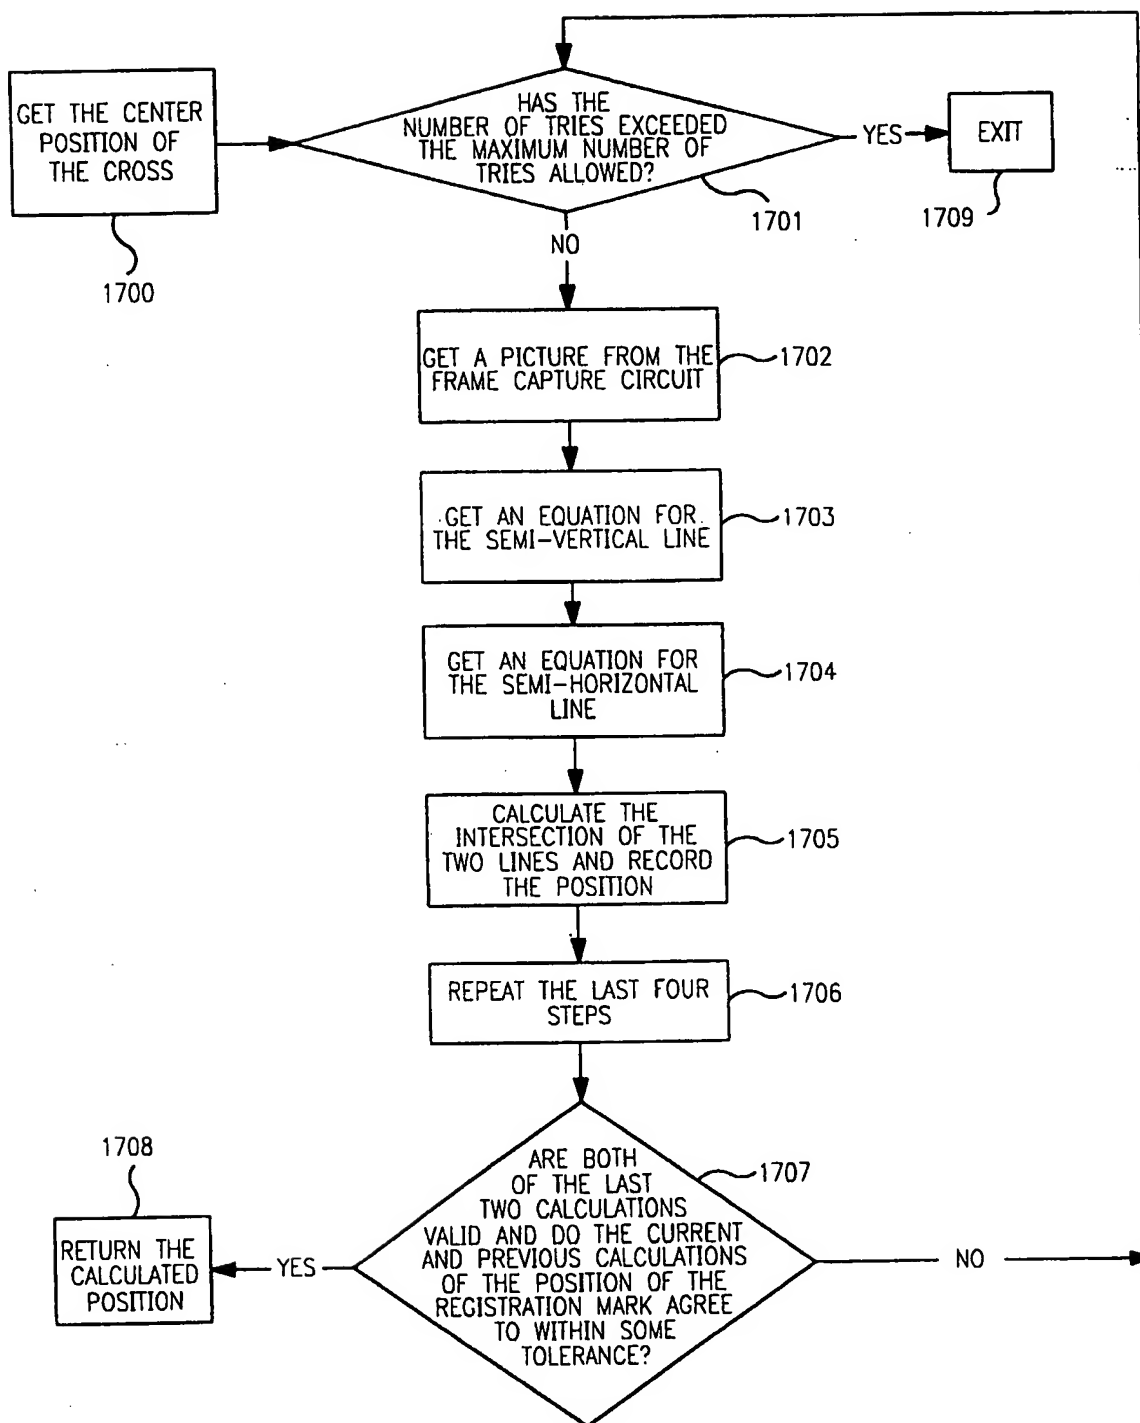 GET THE CENTER
POSITION OF
THE CROSS
1700
HAS THE
NUMBER OF TRIES EXCEEDED
THE MAXIMUM NUMBER OF
TRIES ALLOWED?
1701
YES
EXIT
1709
NO
GET A PICTURE FROM THE
FRAME CAPTURE CIRCUIT
1702
GET AN EQUATION FOR
THE SEMI-VERTICAL LINE
1703
GET AN EQUATION FOR
THE SEMI-HORIZONTAL
LINE
1704
CALCULATE THE
INTERSECTION OF THE
TWO LINES AND RECORD
THE POSITION
1705
REPEAT THE LAST FOUR
STEPS
1706
ARE BOTH
OF THE LAST
TWO CALCULATIONS
VALID AND DO THE CURRENT
AND PREVIOUS CALCULATIONS
OF THE POSITION OF THE
REGISTRATION MARK AGREE
TO WITHIN SOME
TOLERANCE?
1707
YES
1708
RETURN THE
CALCULATED
POSITION
NO